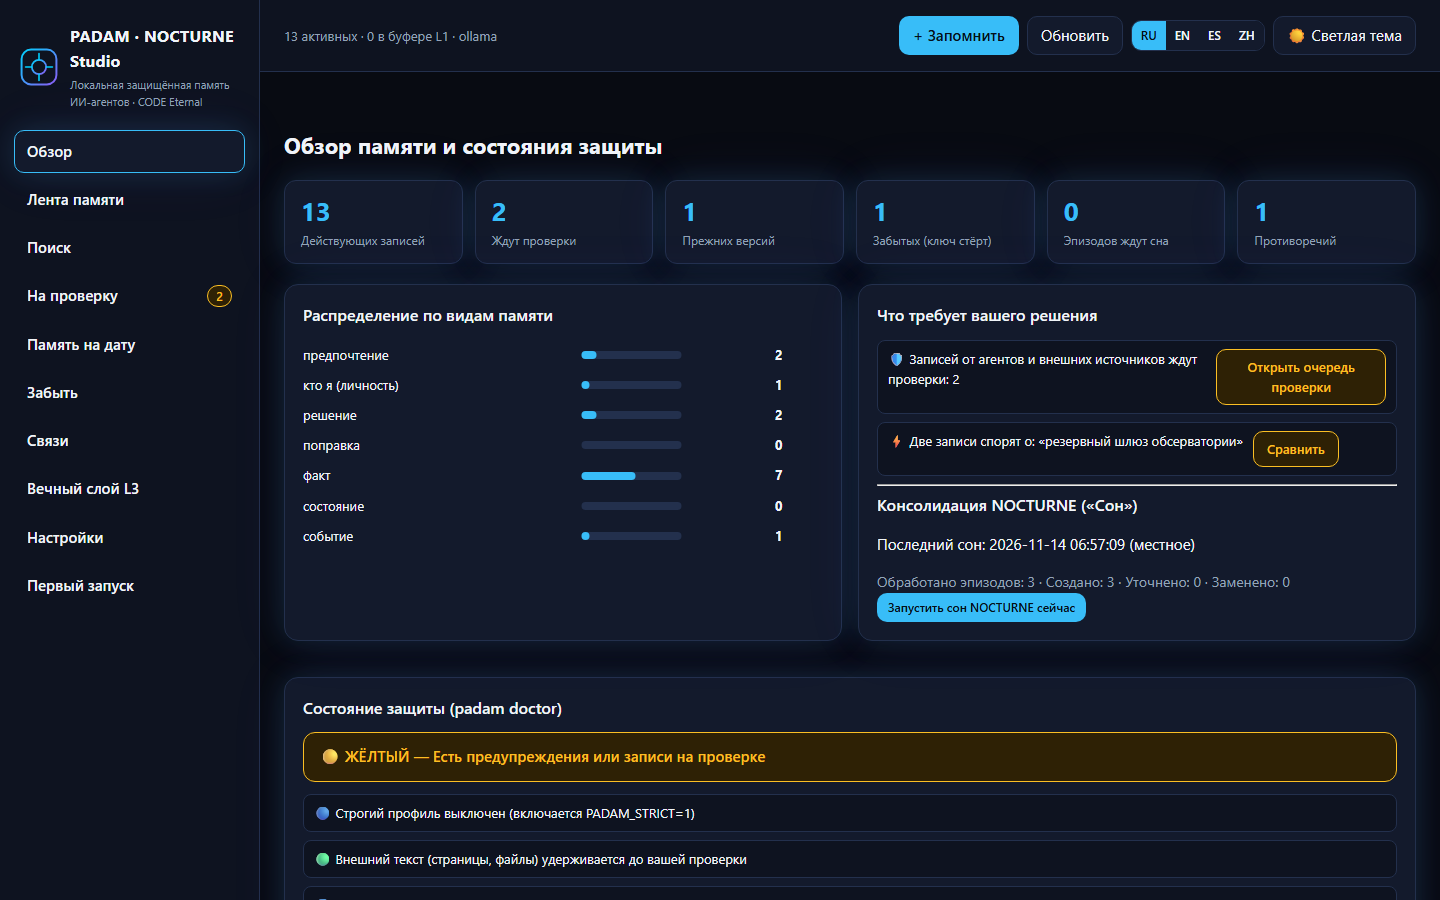 PADAM · NOCTURNE
Studio
Локальная защищённая память
ИИ-агентов · CODE Eternal
Обзор
Лента памяти
Поиск
На проверку
2
Память на дату
Забыть
Связи
Вечный слой L3
Настройки
Первый запуск
13 активных · 0 в буфере L1 · ollama
+ Запомнить
Обновить
RU
EN
ES
ZH
Светлая тема
Обзор памяти и состояния защиты
13
Действующих записей
2
Ждут проверки
1
Прежних версий
1
Забытых (ключ стёрт)
0
Эпизодов ждут сна
1
Противоречий
Распределение по видам памяти
предпочтение 2
кто я (личность) 1
решение 2
поправка 0
факт 7
состояние 0
событие 1
Что требует вашего решения
Записей от агентов и внешних источников ждут
проверки: 2
Открыть очередь
проверки
Две записи спорят о: «резервный шлюз обсерватории»
Сравнить
Консолидация NOCTURNE («Сон»)
Последний сон: 2026-11-14 06:57:09 (местное)
Обработано эпизодов: 3 · Создано: 3 · Уточнено: 0 · Заменено: 0
Запустить сон NOCTURNE сейчас
Состояние защиты (padam doctor)
ЖЁЛТЫЙ — Есть предупреждения или записи на проверке
Строгий профиль выключен (включается PADAM_STRICT=1)
Внешний текст (страницы, файлы) удерживается до вашей проверки